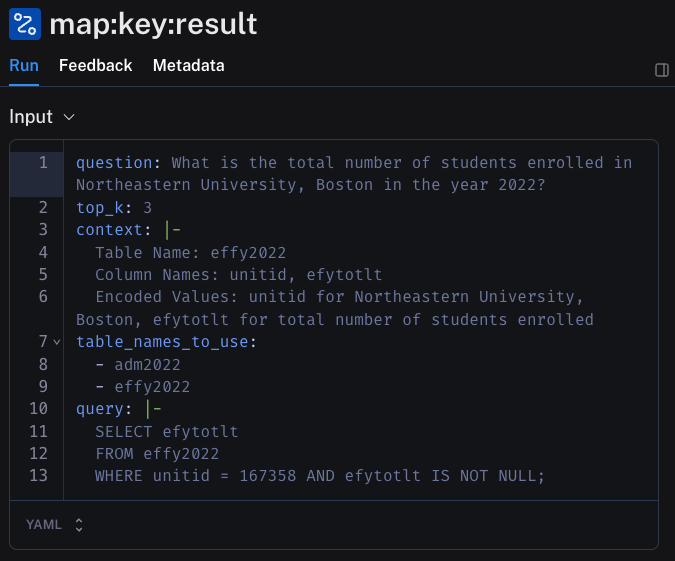 map:key:result
Run Feedback Metadata
Input
1 question: What is the total number of students enrolled in
Northeastern University, Boston in the year 2022?
2 top_k: 3
3 context: |-
4 Table Name: effy2022
5 Column Names: unitid, efytotlt
6 Encoded Values: unitid for Northeastern University,
Boston, efytotlt for total number of students enrolled
7 table_names_to_use:
8 - adm2022
9 - effy2022
10 query: |-
11 SELECT efytotlt
12 FROM effy2022
13 WHERE unitid = 167358 AND efytotlt IS NOT NULL;
YAML